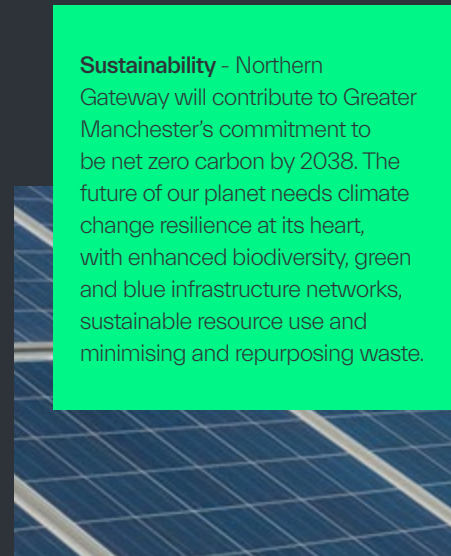 Sustainability - Northern
Gateway will contribute to Greater
Manchester's commitment to
be net zero carbon by 2038. The
future of our planet needs climate
change resilience at its heart,
with enhanced biodiversity, green
and blue infrastructure networks,
sustainable resource use and
minimising and repurposing waste.